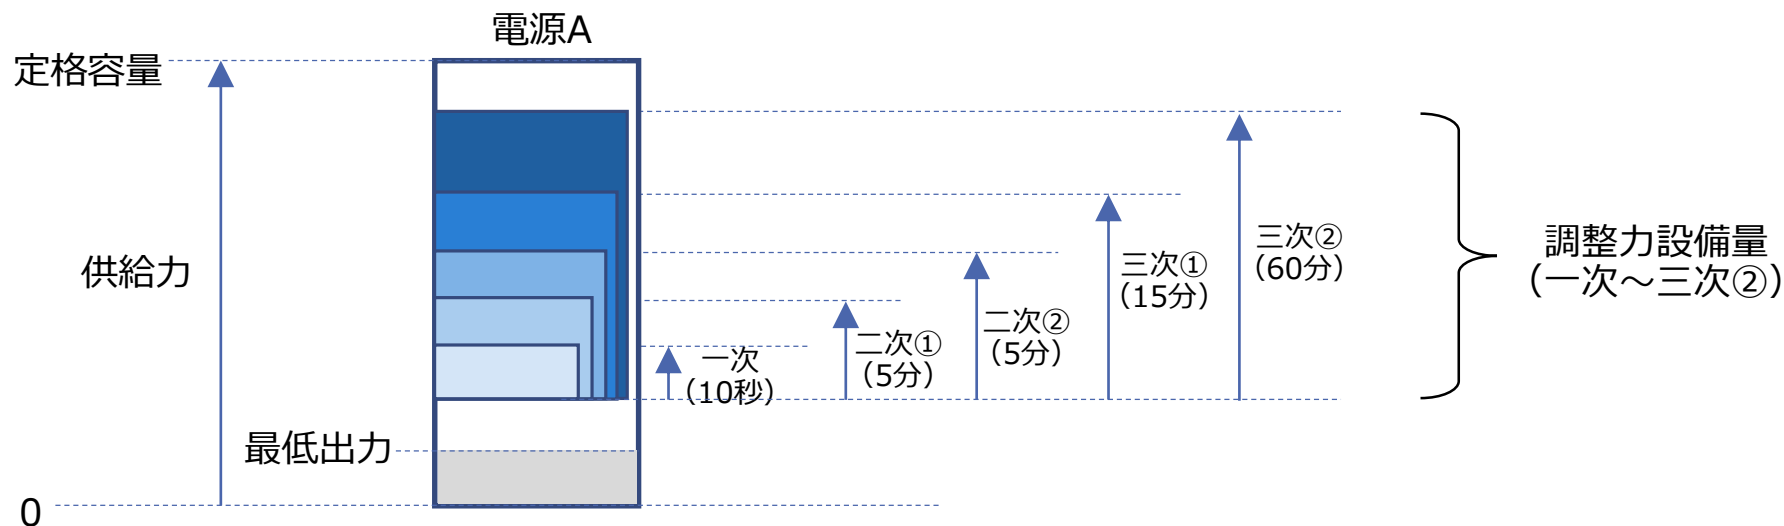 電源A
定格容量
供給力
最低出力
0
一次
（10秒）
二次①
（5分）
二次②
（5分）
三次①
（15分）
三次②
（60分）
調整力設備量
（一次～三次②）